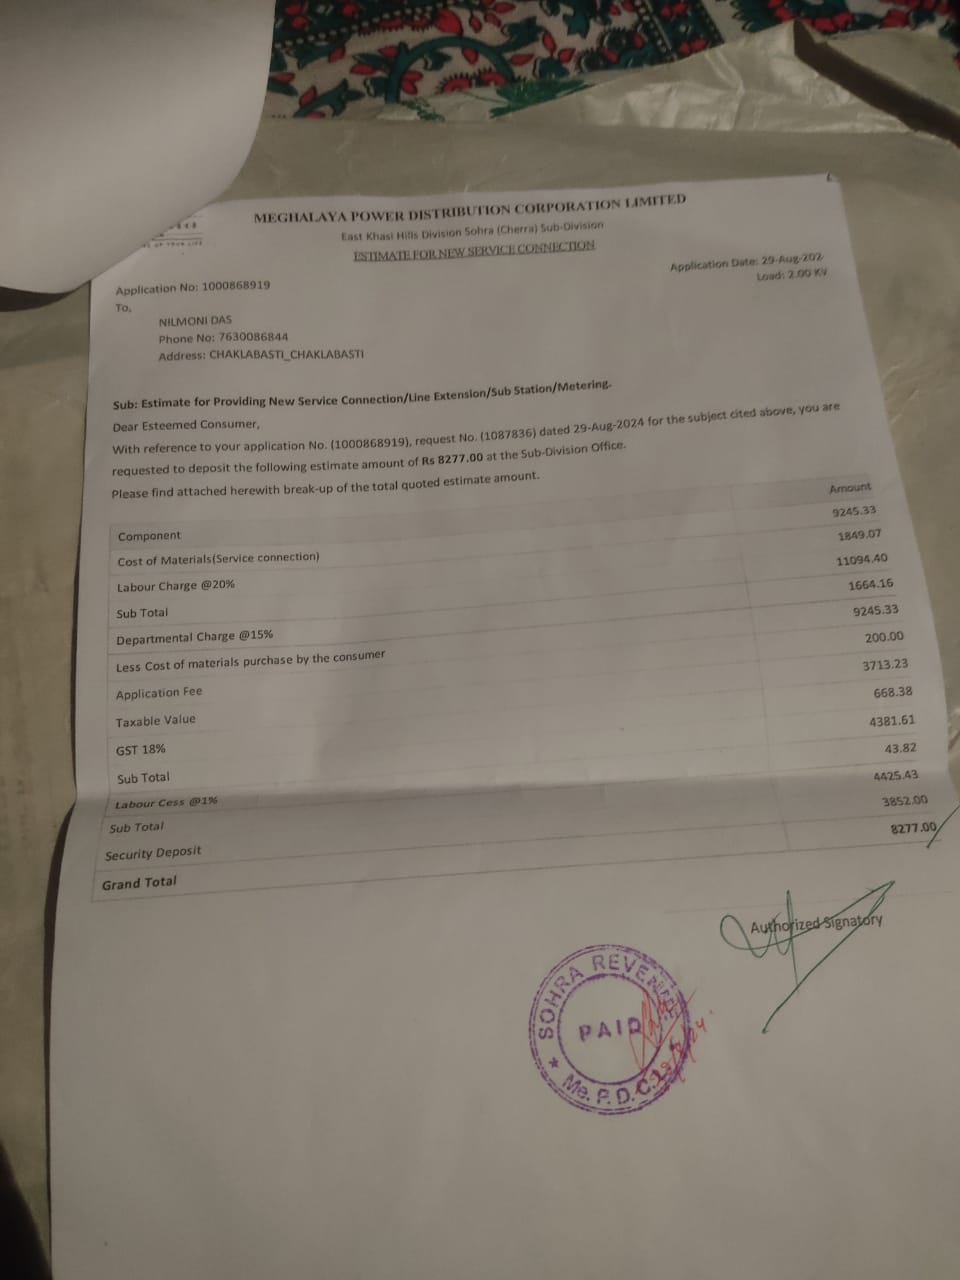 OF YOUR LIFE
MEGHALAYA POWER DISTRIBUTION CORPORATION LIMITED
East Khasi Hills Division Sohra (Cherra) Sub-Division
ESTIMATE FOR NEW SERVICE CONNECTION
Application No: 1000868919
Application Date: 29-Aug-202
Load: 2.00 KV
To,
NILMONI DAS
Phone No: 7630086844
Address: CHAKLABASTI_CHAKLABASTI
Sub: Estimate for Providing New Service Connection/Line Extension/Sub Station/Metering.
Dear Esteemed Consumer,
With reference to your application No. (1000868919), request No. (1087836) dated 29-Aug-2024 for the subject cited above, you are
requested to deposit the following estimate amount of Rs 8277.00 at the Sub-Division Office.
Please find attached herewith break-up of the total quoted estimate amount.
Component Amount
Cost of Materials(Service connection) 9245.33
Labour Charge @20% 1849.07
Sub Total 11094.40
Departmental Charge @15% 1664.16
Less Cost of materials purchase by the consumer 9245.33
Application Fee 200.00
Taxable Value 3713.23
GST 18% 668.38
Sub Total 4381.61
Labour Cess @1% 43.82
Sub Total 4425.43
Security Deposit 3852.00
Grand Total 8277.00
Authorized Signatory
SOHRA REVENUE
PAID
Me. P. D. C. L